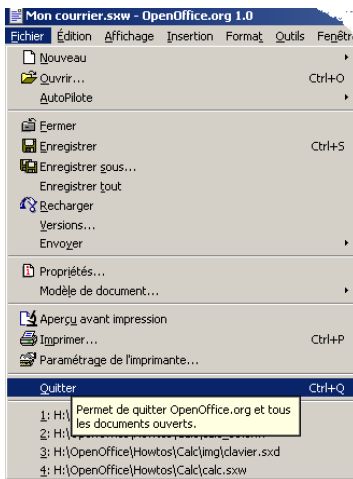 Mon courrier.sxw - OpenOffice.org 1.0
Fichier Édition Affichage Insertion Format Outils Fenêtr
Nouveau
Ouvrir... Ctrl+O
AutoPilote
Fermer
Enregistrer Ctrl+S
Enregistrer sous...
Enregistrer tout
Recharger
Versions...
Envoyer
Propriétés...
Modèle de document...
Aperçu avant impression
Imprimer... Ctrl+P
Paramétrage de l'imprimante...
Quitter Ctrl+Q
Permet de quitter OpenOffice.org et tous
les documents ouverts.
1: H:\
2: H:\
3: H:\OpenOffice\Howtos\Calc\img\clavier.sxd
4: H:\OpenOffice\Howtos\Calc\calc.sxw